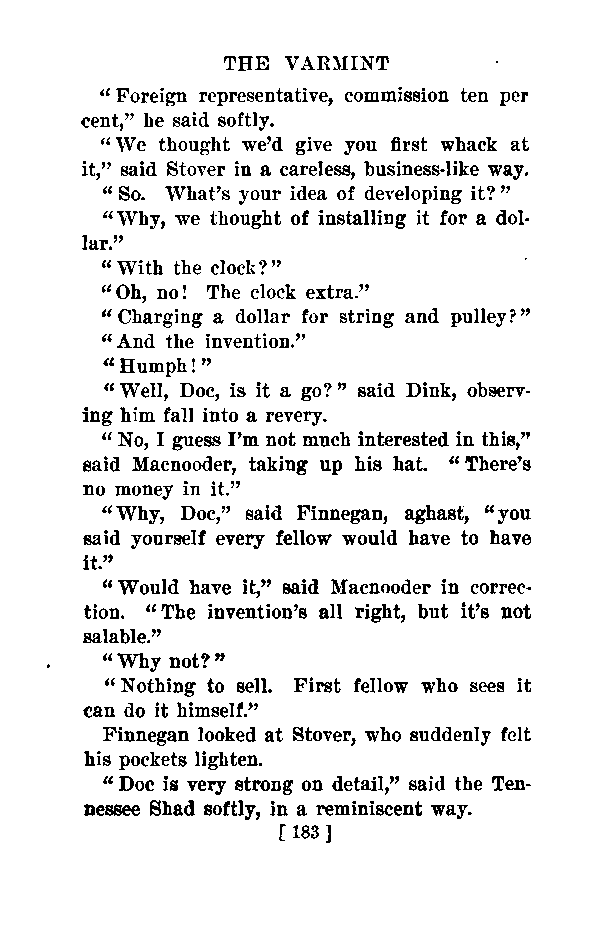 THE VARMINT
“Foreign representative, commission ten per
cent,” he said softly.
“We thought we’d give you first whack at
it,” said Stover in a careless, business-like way.
“So. What’s your idea of developing it?”
“Why, we thought of installing it for a dol-
lar.”
“With the clock?”
“Oh, no! The clock extra.”
“Charging a dollar for string and pulley?”
“And the invention.”
“Humph!”
“Well, Doc, is it a go?” said Dink, observ-
ing him fall into a revery.
“No, I guess I’m not much interested in this,”
said Macnooder, taking up his hat. “There’s
no money in it.”
“Why, Doc,” said Finnegan, aghast, “you
said yourself every fellow would have to have
it.”
“Would have it,” said Macnooder in correc-
tion. “The invention’s all right, but it’s not
salable.”
“Why not?”
“Nothing to sell. First fellow who sees it
can do it himself.”
Finnegan looked at Stover, who suddenly felt
his pockets lighten.
“Doc is very strong on detail,” said the Ten-
nessee Shad softly, in a reminiscent way.
[ 183 ]